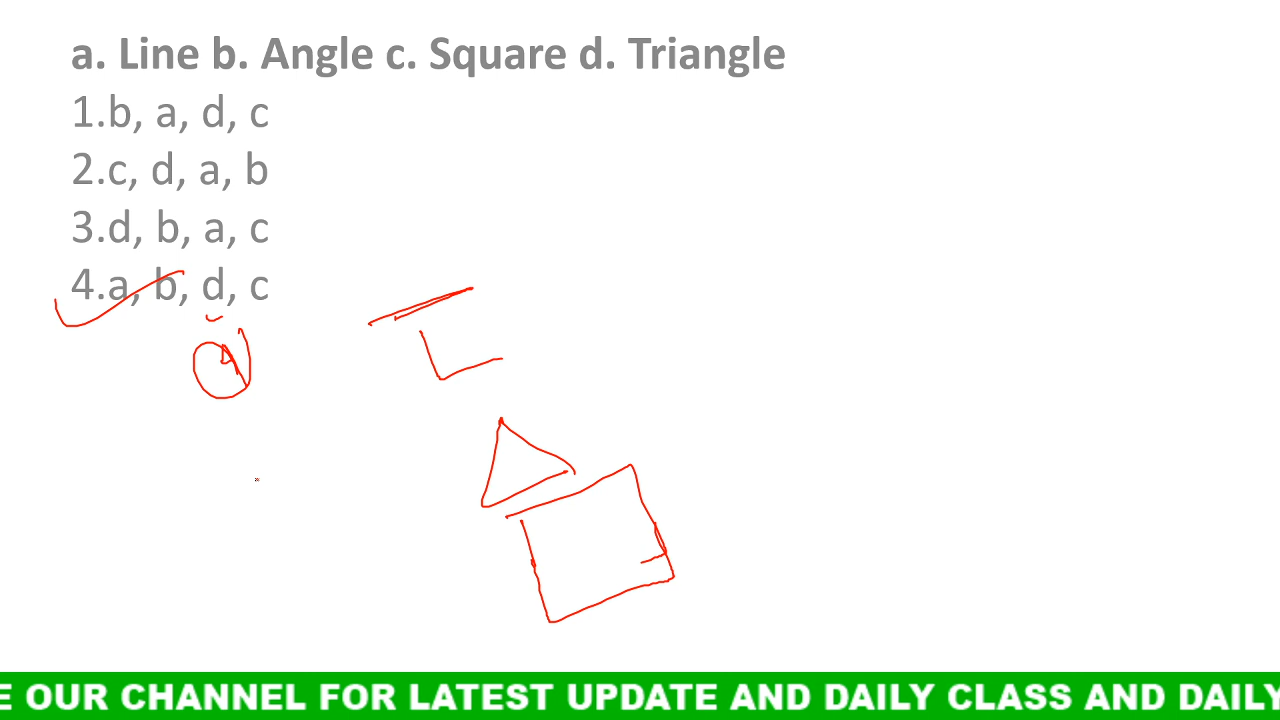 a. Line b. Angle c. Square d. Triangle
1.b, a, d, c
2.c, d, a, b
3.d, b, a, c
4.a, b, d, c
E OUR CHANNEL FOR LATEST UPDATE AND DAILY CLASS AND DAILY